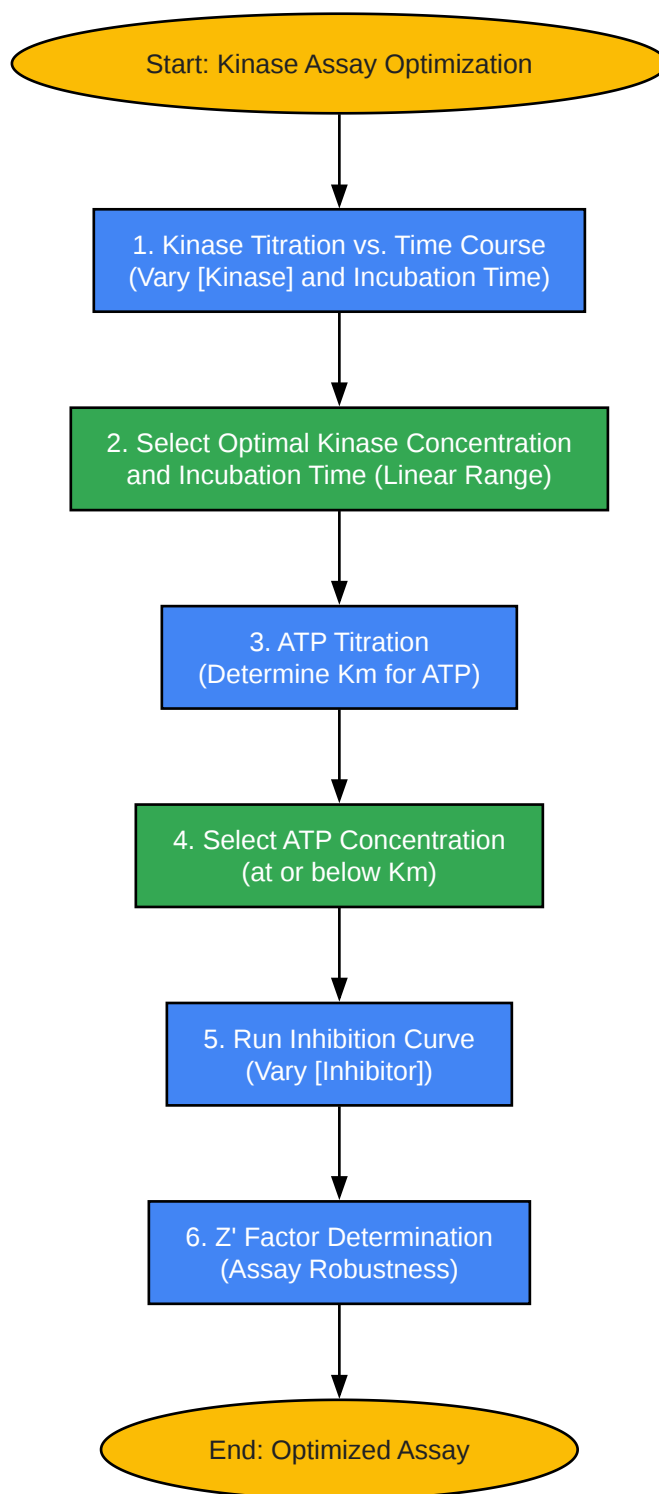 Start: Kinase Assay Optimization
1. Kinase Titration vs. Time Course
(Vary [Kinase] and Incubation Time)
2. Select Optimal Kinase Concentration
and Incubation Time (Linear Range)
3. ATP Titration
(Determine Km for ATP)
4. Select ATP Concentration
(at or below Km)
5. Run Inhibition Curve
(Vary [Inhibitor])
6. Z' Factor Determination
(Assay Robustness)
End: Optimized Assay